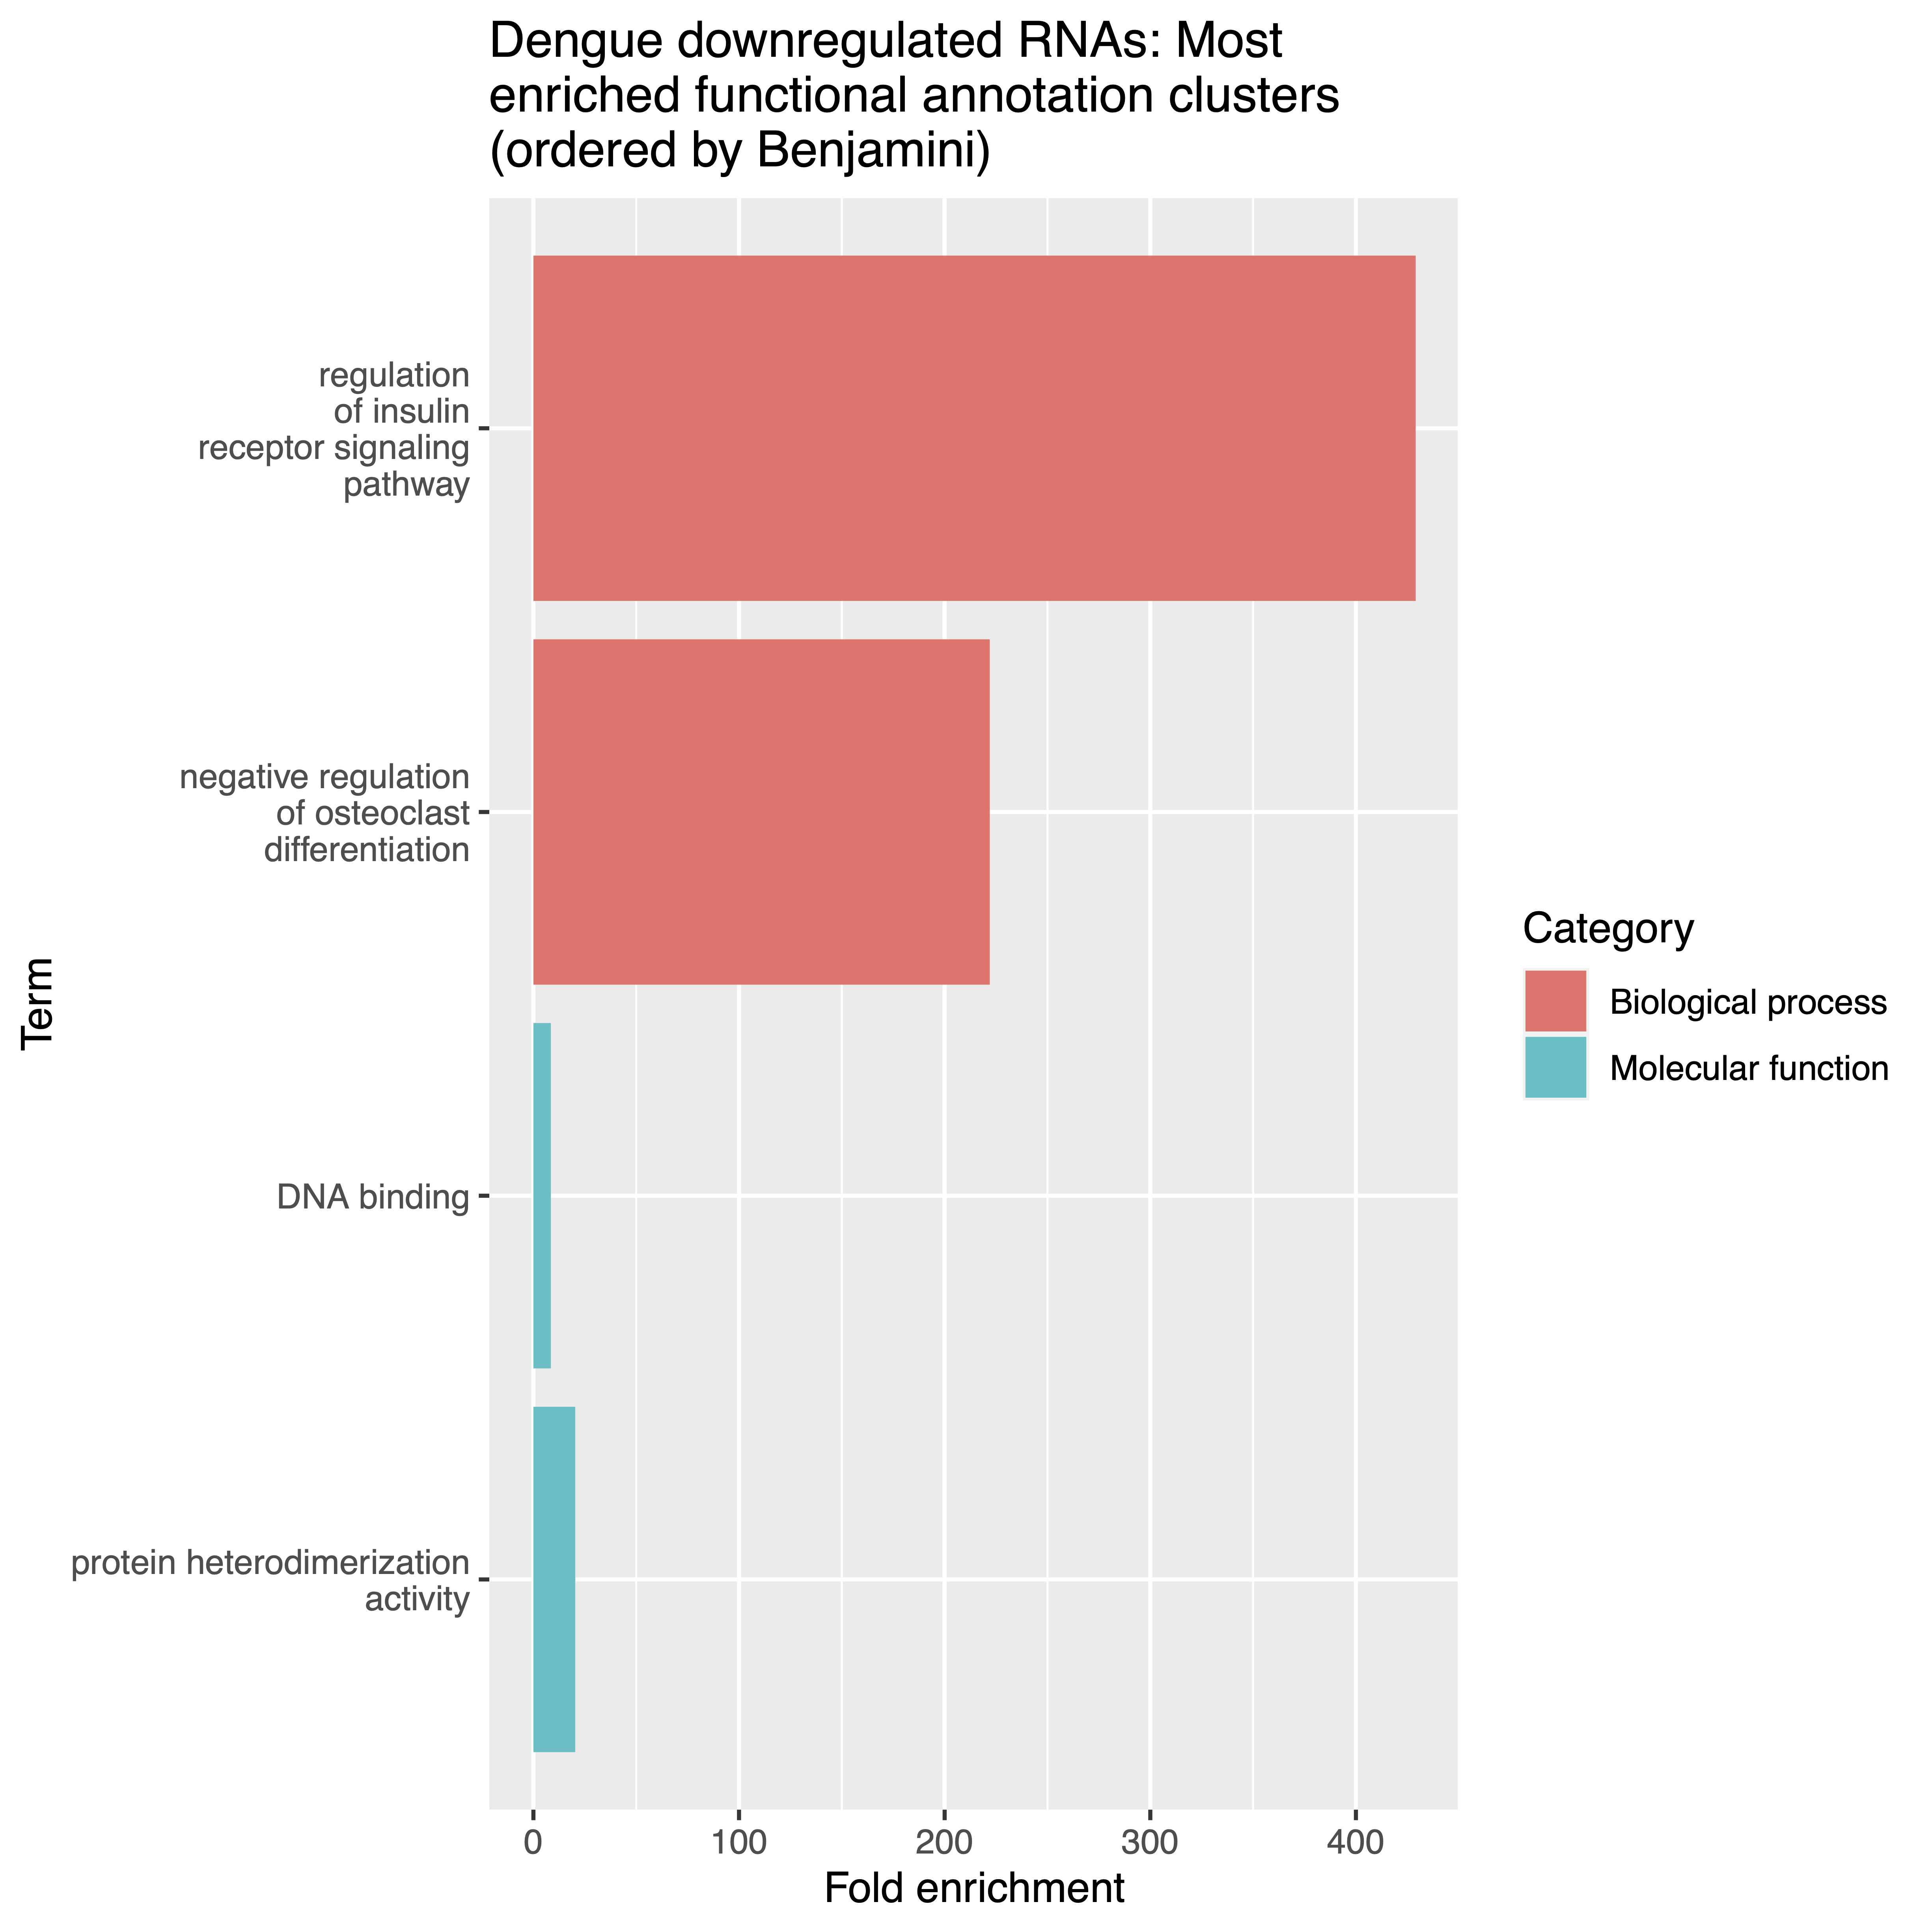 Dengue downregulated RNAs: Most
enriched functional annotation clusters
(ordered by Benjamini)
regulation
of insulin
receptor signaling
pathway
negative regulation
of osteoclast
differentiation
DNA binding
protein heterodimerization
activity
Term
0 100 200 300 400
Fold enrichment
Category
Biological process
Molecular function